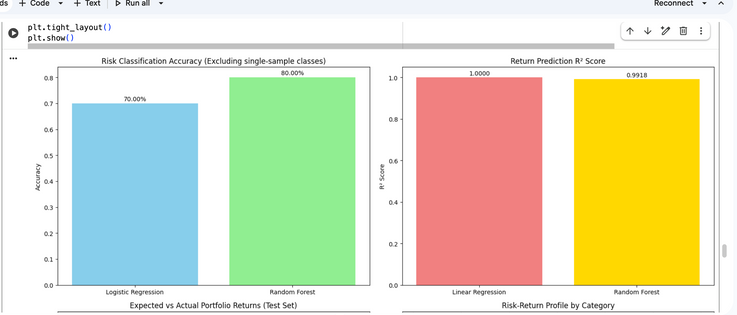 ds + Code + Text Run all Reconnect
plt.tight_layout()
plt.show()
...
Risk Classification Accuracy (Excluding single-sample classes)
Accuracy
0.8
0.7
0.6
0.5
0.4
0.3
0.2
0.1
0.0
70.00%
80.00%
Logistic Regression Random Forest
Return Prediction R² Score
R² Score
1.0
0.8
0.6
0.4
0.2
0.0
1.0000
0.9918
Linear Regression Random Forest
Expected vs Actual Portfolio Returns (Test Set)
Risk-Return Profile by Category